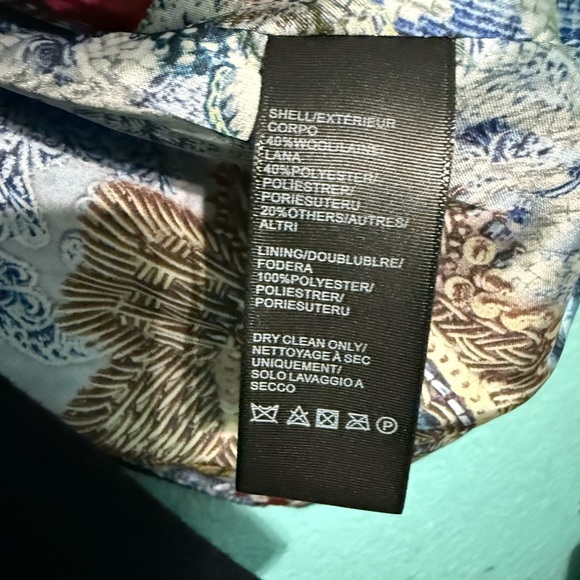 SHELL/EXTÉRIEUR
CORPO
40%WOOL/LAINE
LANA
40%POLYESTER/
POLIESTRER/
PORIESUTERU
20%OTHERS/AUTRES/
ALTRI
LINING/DOUBLUBLRE/
FODERA
100%POLYESTER/
POLIESTRER/
PORIESUTERU
DRY CLEAN ONLY/
NETTOYAGE À SEC
UNIQUEMENT/
SOLO LAVAGGIO A
SECCO
P